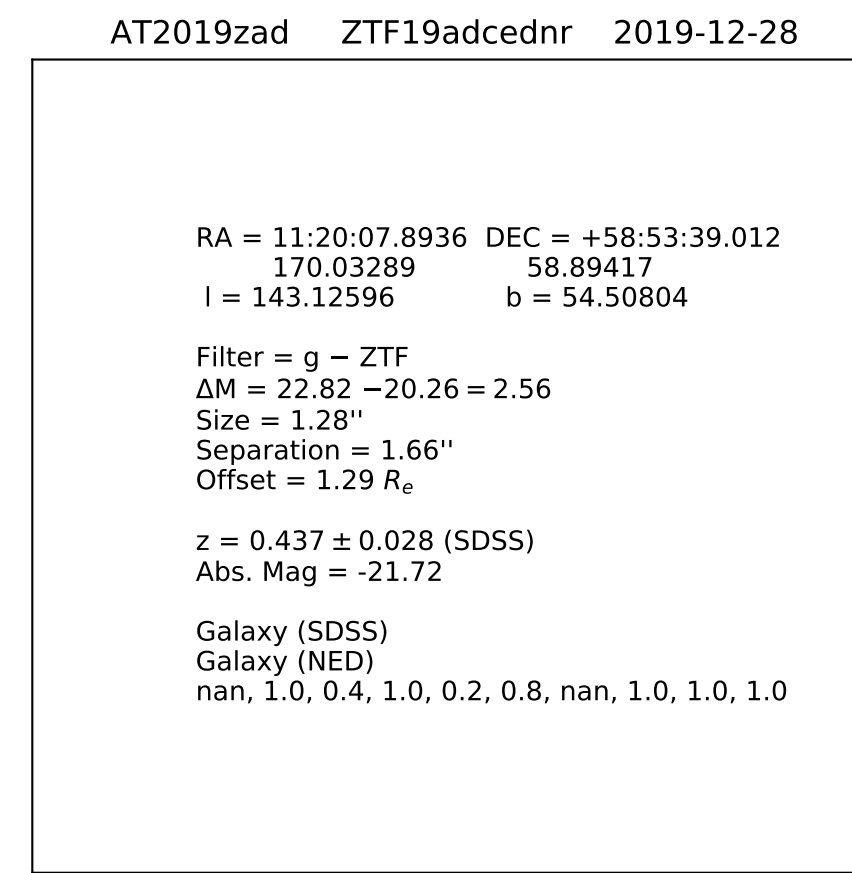 AT2019zad ZTF19adcednr 2019-12-28
RA = 11:20:07.8936 DEC = +58:53:39.012
170.03289 58.89417
l = 143.12596 b = 54.50804
Filter = g − ZTF
ΔM = 22.82 −20.26 = 2.56
Size = 1.28''
Separation = 1.66''
Offset = 1.29 Rₑ
z = 0.437 ± 0.028 (SDSS)
Abs. Mag = -21.72
Galaxy (SDSS)
Galaxy (NED)
nan, 1.0, 0.4, 1.0, 0.2, 0.8, nan, 1.0, 1.0, 1.0